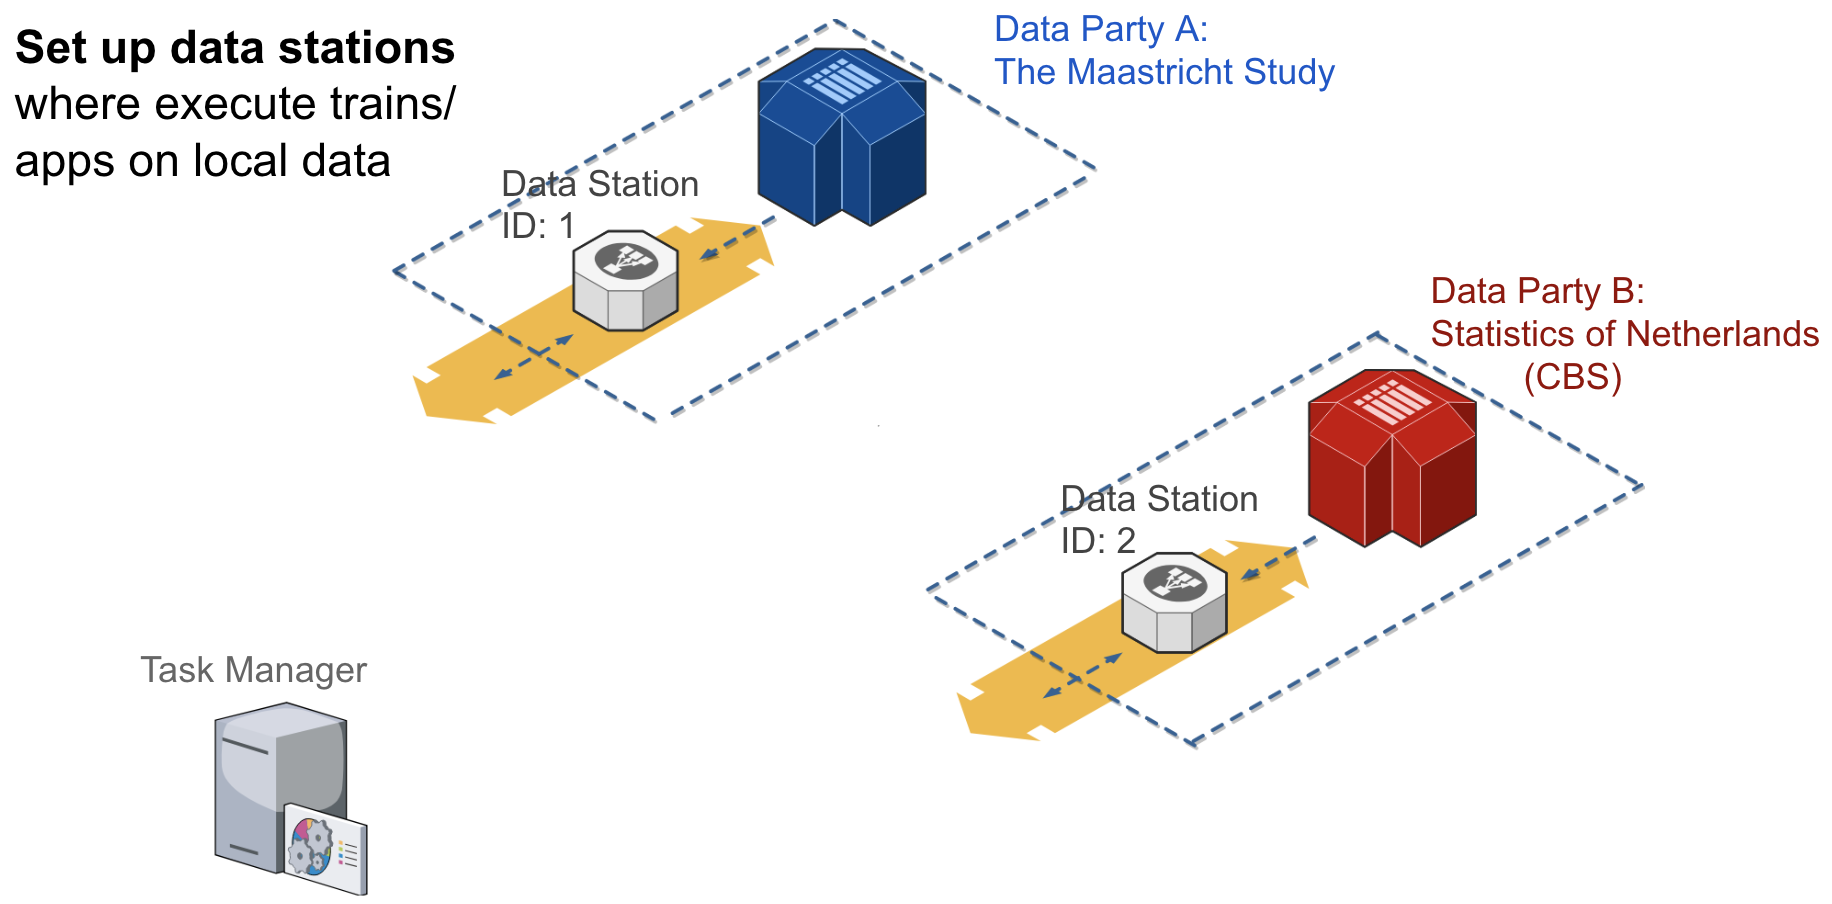 Set up data stations
where execute trains/
apps on local data
Data Party A:
The Maastricht Study
Data Station
ID: 1
Data Party B:
Statistics of Netherlands
(CBS)
Data Station
ID: 2
Task Manager